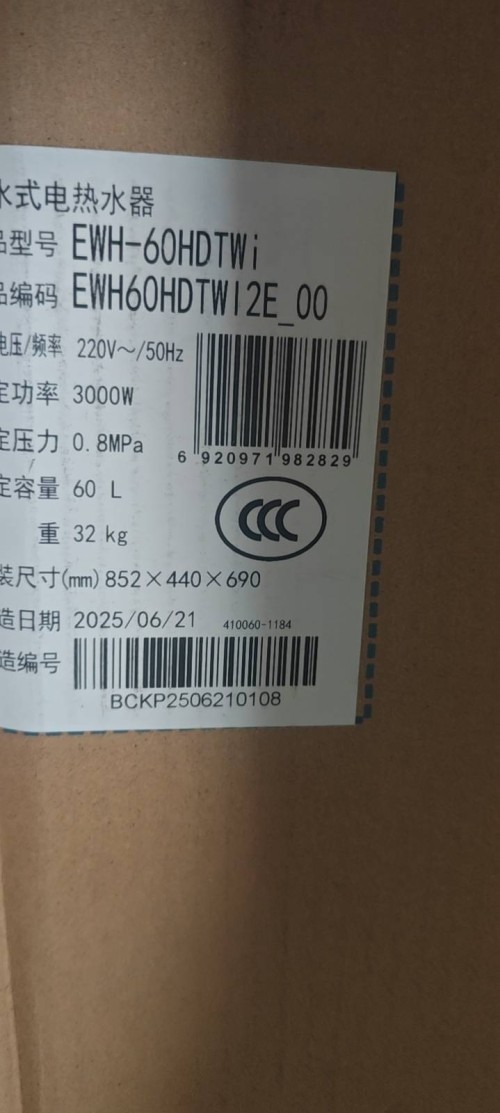 水式电热水器
品型号 EWH-60HDTWi
品编码 EWH60HDTWI2E_00
电压/频率 220V～/50Hz
定功率 3000W
定压力 0.8MPa
6 920971 982829
定容量 60 L
CCC
重 32 kg
装尺寸(mm) 852×440×690
造日期 2025/06/21 410060-1184
造编号
BCKP2506210108